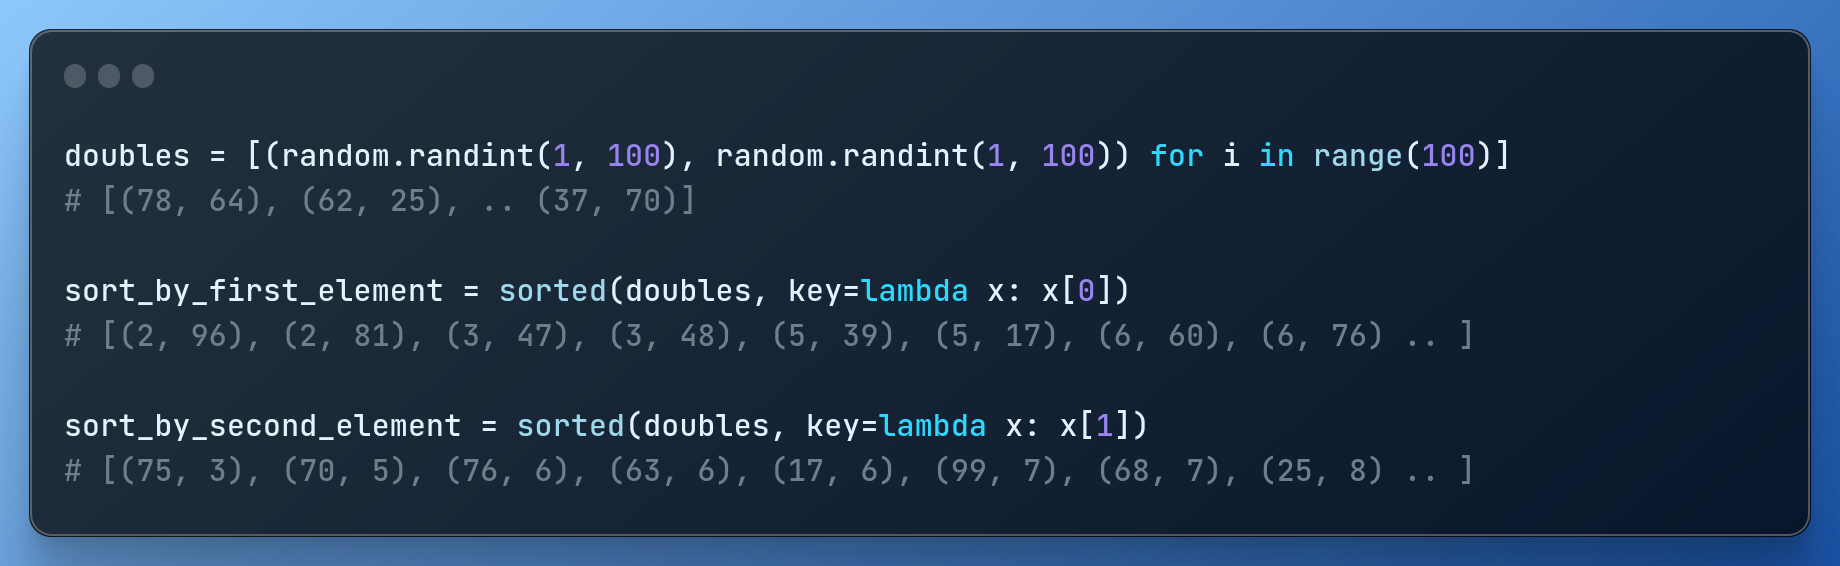 doubles = [(random.randint(1, 100), random.randint(1, 100)) for i in range(100)]
# [(78, 64), (62, 25), .. (37, 70)]
sort_by_first_element = sorted(doubles, key=lambda x: x[0])
# [(2, 96), (2, 81), (3, 47), (3, 48), (5, 39), (5, 17), (6, 60), (6, 76) .. ]
sort_by_second_element = sorted(doubles, key=lambda x: x[1])
# [(75, 3), (70, 5), (76, 6), (63, 6), (17, 6), (99, 7), (68, 7), (25, 8) .. ]